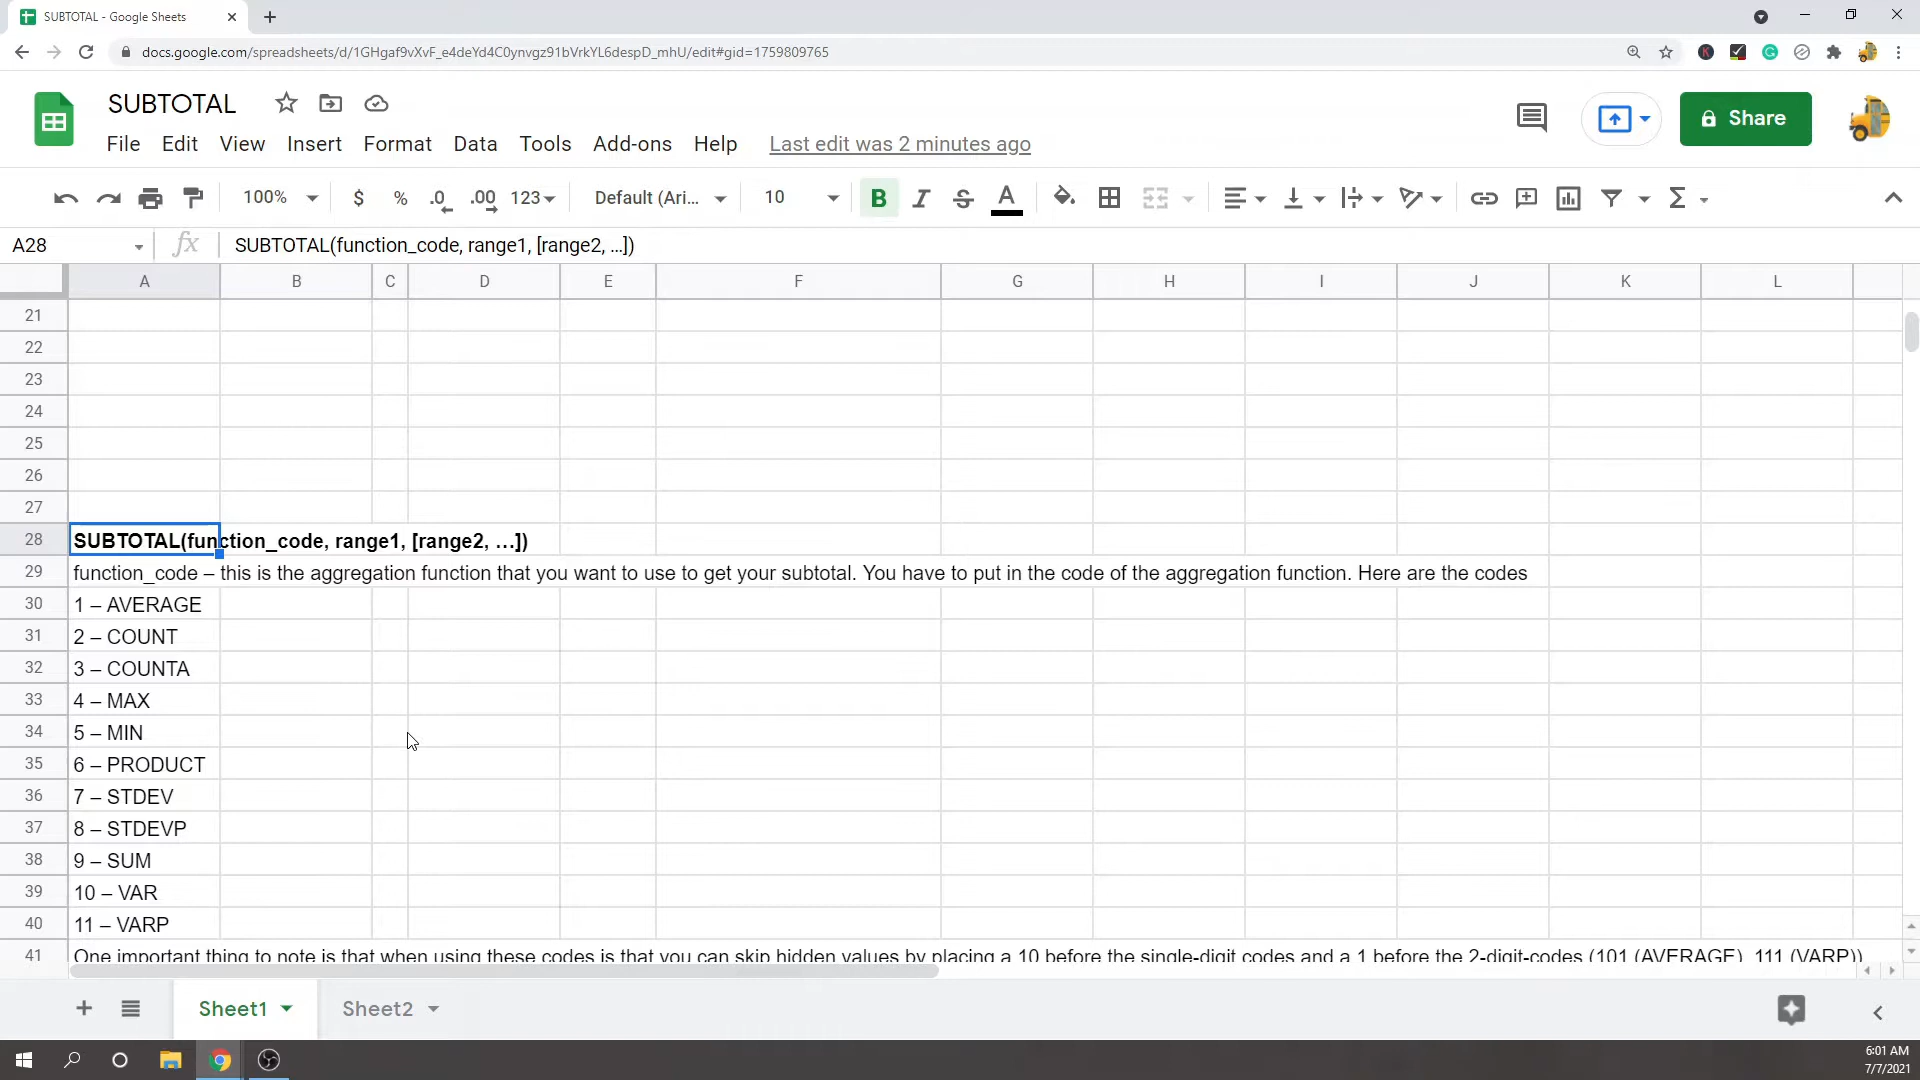 SUBTOTAL - Google Sheets
docs.google.com/spreadsheets/d/1GHgaf9vXvF_e4deYd4C0ynvgz91bVrkYL6despD_mhU/edit#gid=1759809765
SUBTOTAL
Share
File Edit View Insert Format Data Tools Add-ons Help Last edit was 2 minutes ago
100% $ % .0 .00 123 Default (Ari... 10 B I S A
A28 fx SUBTOTAL(function_code, range1, [range2, …])
A B C D E F G H I J K L
21
22
23
24
25
26
27
28 SUBTOTAL(function_code, range1, [range2, …])
29 function_code – this is the aggregation function that you want to use to get your subtotal. You have to put in the code of the aggregation function. Here are the codes
30 1 – AVERAGE
31 2 – COUNT
32 3 – COUNTA
33 4 – MAX
34 5 – MIN
35 6 – PRODUCT
36 7 – STDEV
37 8 – STDEVP
38 9 – SUM
39 10 – VAR
40 11 – VARP
41 One important thing to note is that when using these codes is that you can skip hidden values by placing a 10 before the single-digit codes and a 1 before the 2-digit-codes (101 (AVERAGE), 111 (VARP))
Sheet1 Sheet2
6:01 AM
7/7/2021